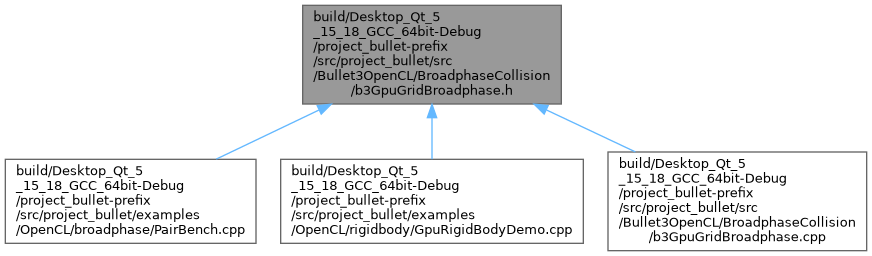 build/Desktop_Qt_5
_15_18_GCC_64bit-Debug
/project_bullet-prefix
/src/project_bullet/src
/Bullet3OpenCL/BroadphaseCollision
/b3GpuGridBroadphase.h
build/Desktop_Qt_5
_15_18_GCC_64bit-Debug
/project_bullet-prefix
/src/project_bullet/examples
/OpenCL/broadphase/PairBench.cpp
build/Desktop_Qt_5
_15_18_GCC_64bit-Debug
/project_bullet-prefix
/src/project_bullet/examples
/OpenCL/rigidbody/GpuRigidBodyDemo.cpp
build/Desktop_Qt_5
_15_18_GCC_64bit-Debug
/project_bullet-prefix
/src/project_bullet/src
/Bullet3OpenCL/BroadphaseCollision
/b3GpuGridBroadphase.cpp